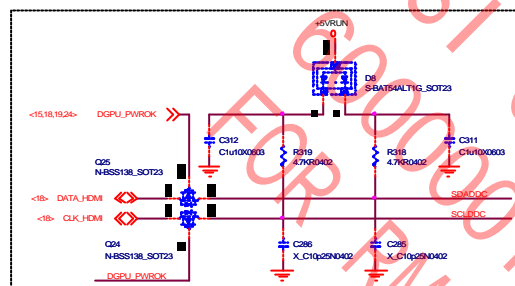 +5VRUN
D8
S-BAT54ALT1G_SOT23
<15,18,19,24> DGPU_PWROK
C312
C1u10X0603
R319
4.7KR0402
R318
4.7KR0402
C311
C1u10X0603
Q25
N-BSS138_SOT23
<18> DATA_HDMI
SDADDC
<18> CLK_HDMI
SCLDDC
Q24
N-BSS138_SOT23
C286
X_C10p25N0402
C285
X_C10p25N0402
DGPU_PWROK
FOR